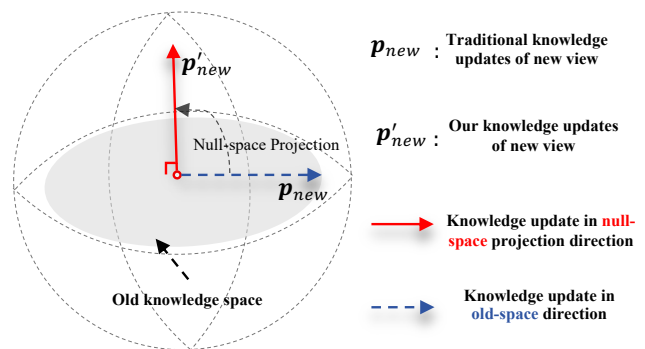 p'new
Null-space Projection
pnew
Old knowledge space
pnew : Traditional knowledge
updates of new view
p'new : Our knowledge updates
of new view
Knowledge update in null-
space projection direction
Knowledge update in
old-space direction